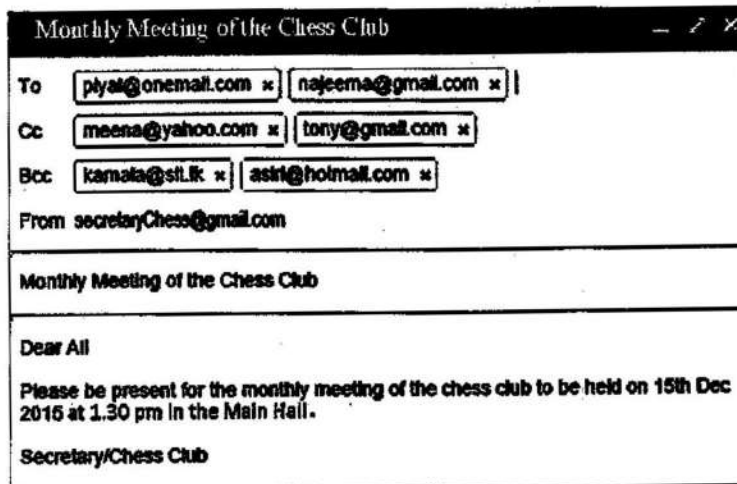 Monthly Meeting of the Chess Club
To piyal@onemail.com × najeema@gmail.com ×
Cc meena@yahoo.com × tony@gmail.com ×
Bcc kamala@stt.lk × asiri@hotmail.com ×
From secretaryChess@gmail.com
Monthly Meeting of the Chess Club
Dear All
Please be present for the monthly meeting of the chess club to be held on 15th Dec
2015 at 1.30 pm in the Main Hall.
Secretary/Chess Club